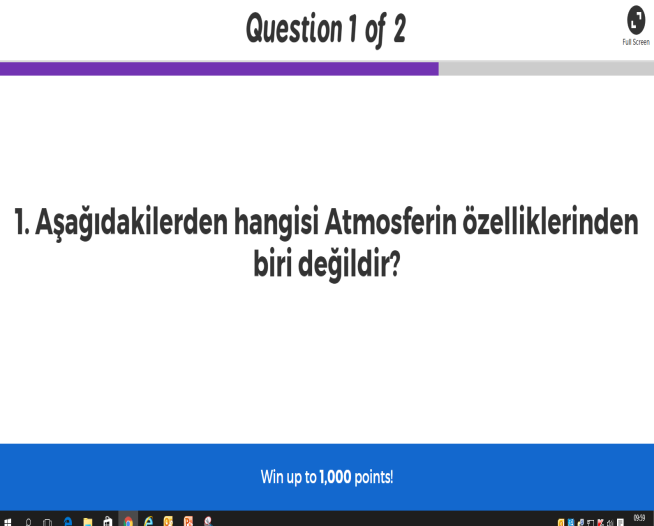 Question 1 of 2
Full Screen
1. Aşağıdakilerden hangisi Atmosferin özelliklerinden
biri değildir?
Win up to 1,000 points!
09:59